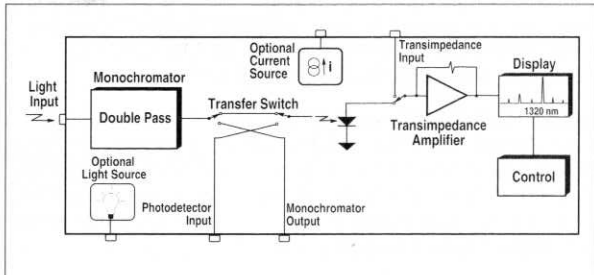 Optional
Current
Source
i
Transimpedance
Input
Display
1320 nm
Light
Input
Monochromator
Double Pass
Transfer Switch
Transimpedance
Amplifier
Control
Optional
Light Source
Photodetector
Input
Monochromator
Output